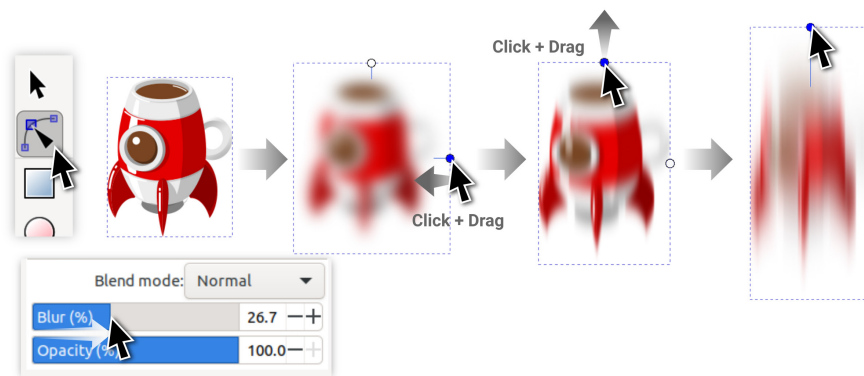 Click + Drag
Click + Drag
Blend mode: Normal
Blur (%) 26.7
Opacity (%) 100.0